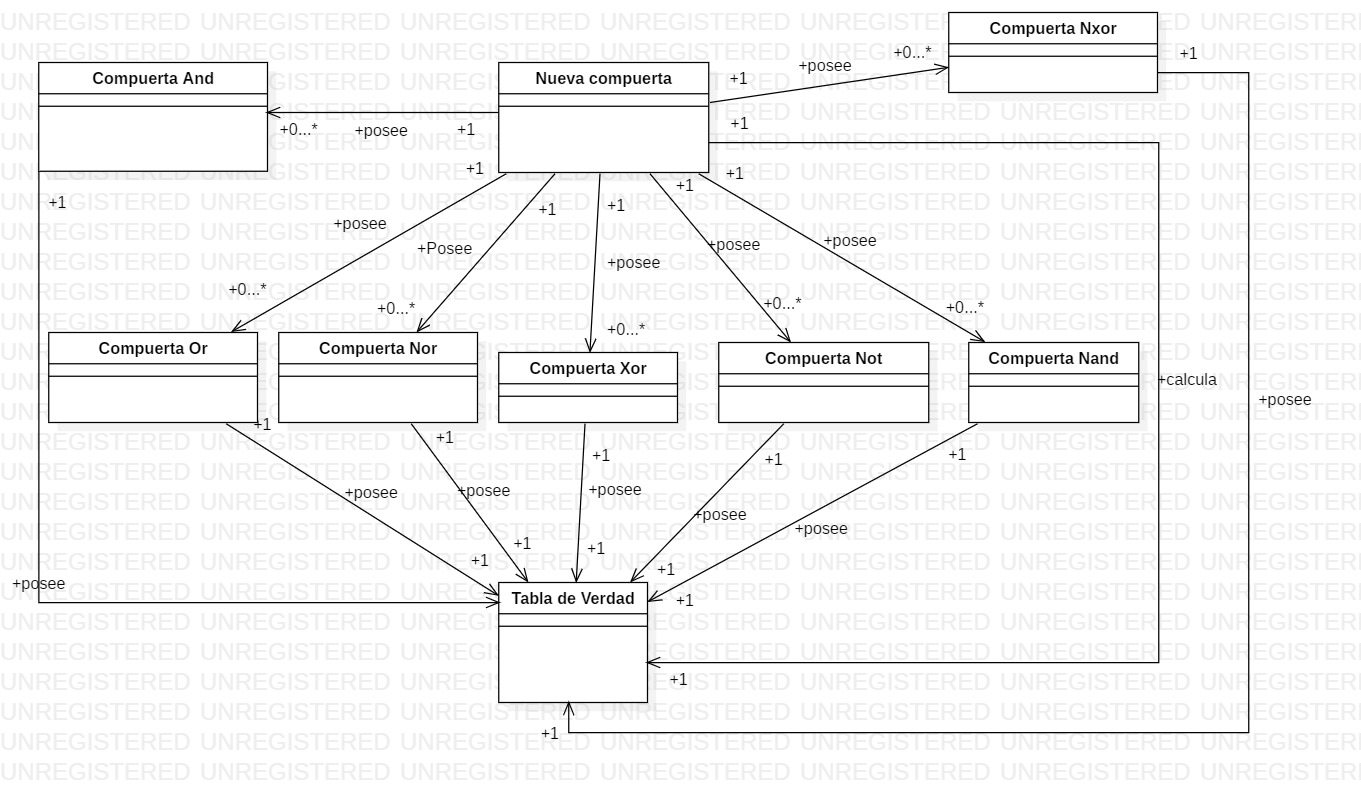 Compuerta Nxor
+1
+0...*
+posee
Compuerta And
Nueva compuerta
+1
+0...*
+posee
+1
+1
+1
+1
+1
+1
+1
+1
+posee
+Posee
+posee
+posee
+posee
+0...*
+0...*
+0...*
+0...*
+0...*
Compuerta Or
Compuerta Nor
Compuerta Xor
Compuerta Not
Compuerta Nand
+calcula
+posee
+1
+1
+1
+1
+1
+posee
+posee
+posee
+posee
+posee
+1
+1
+1
+1
+1
+posee
Tabla de Verdad
+1
+1
UNREGISTERED